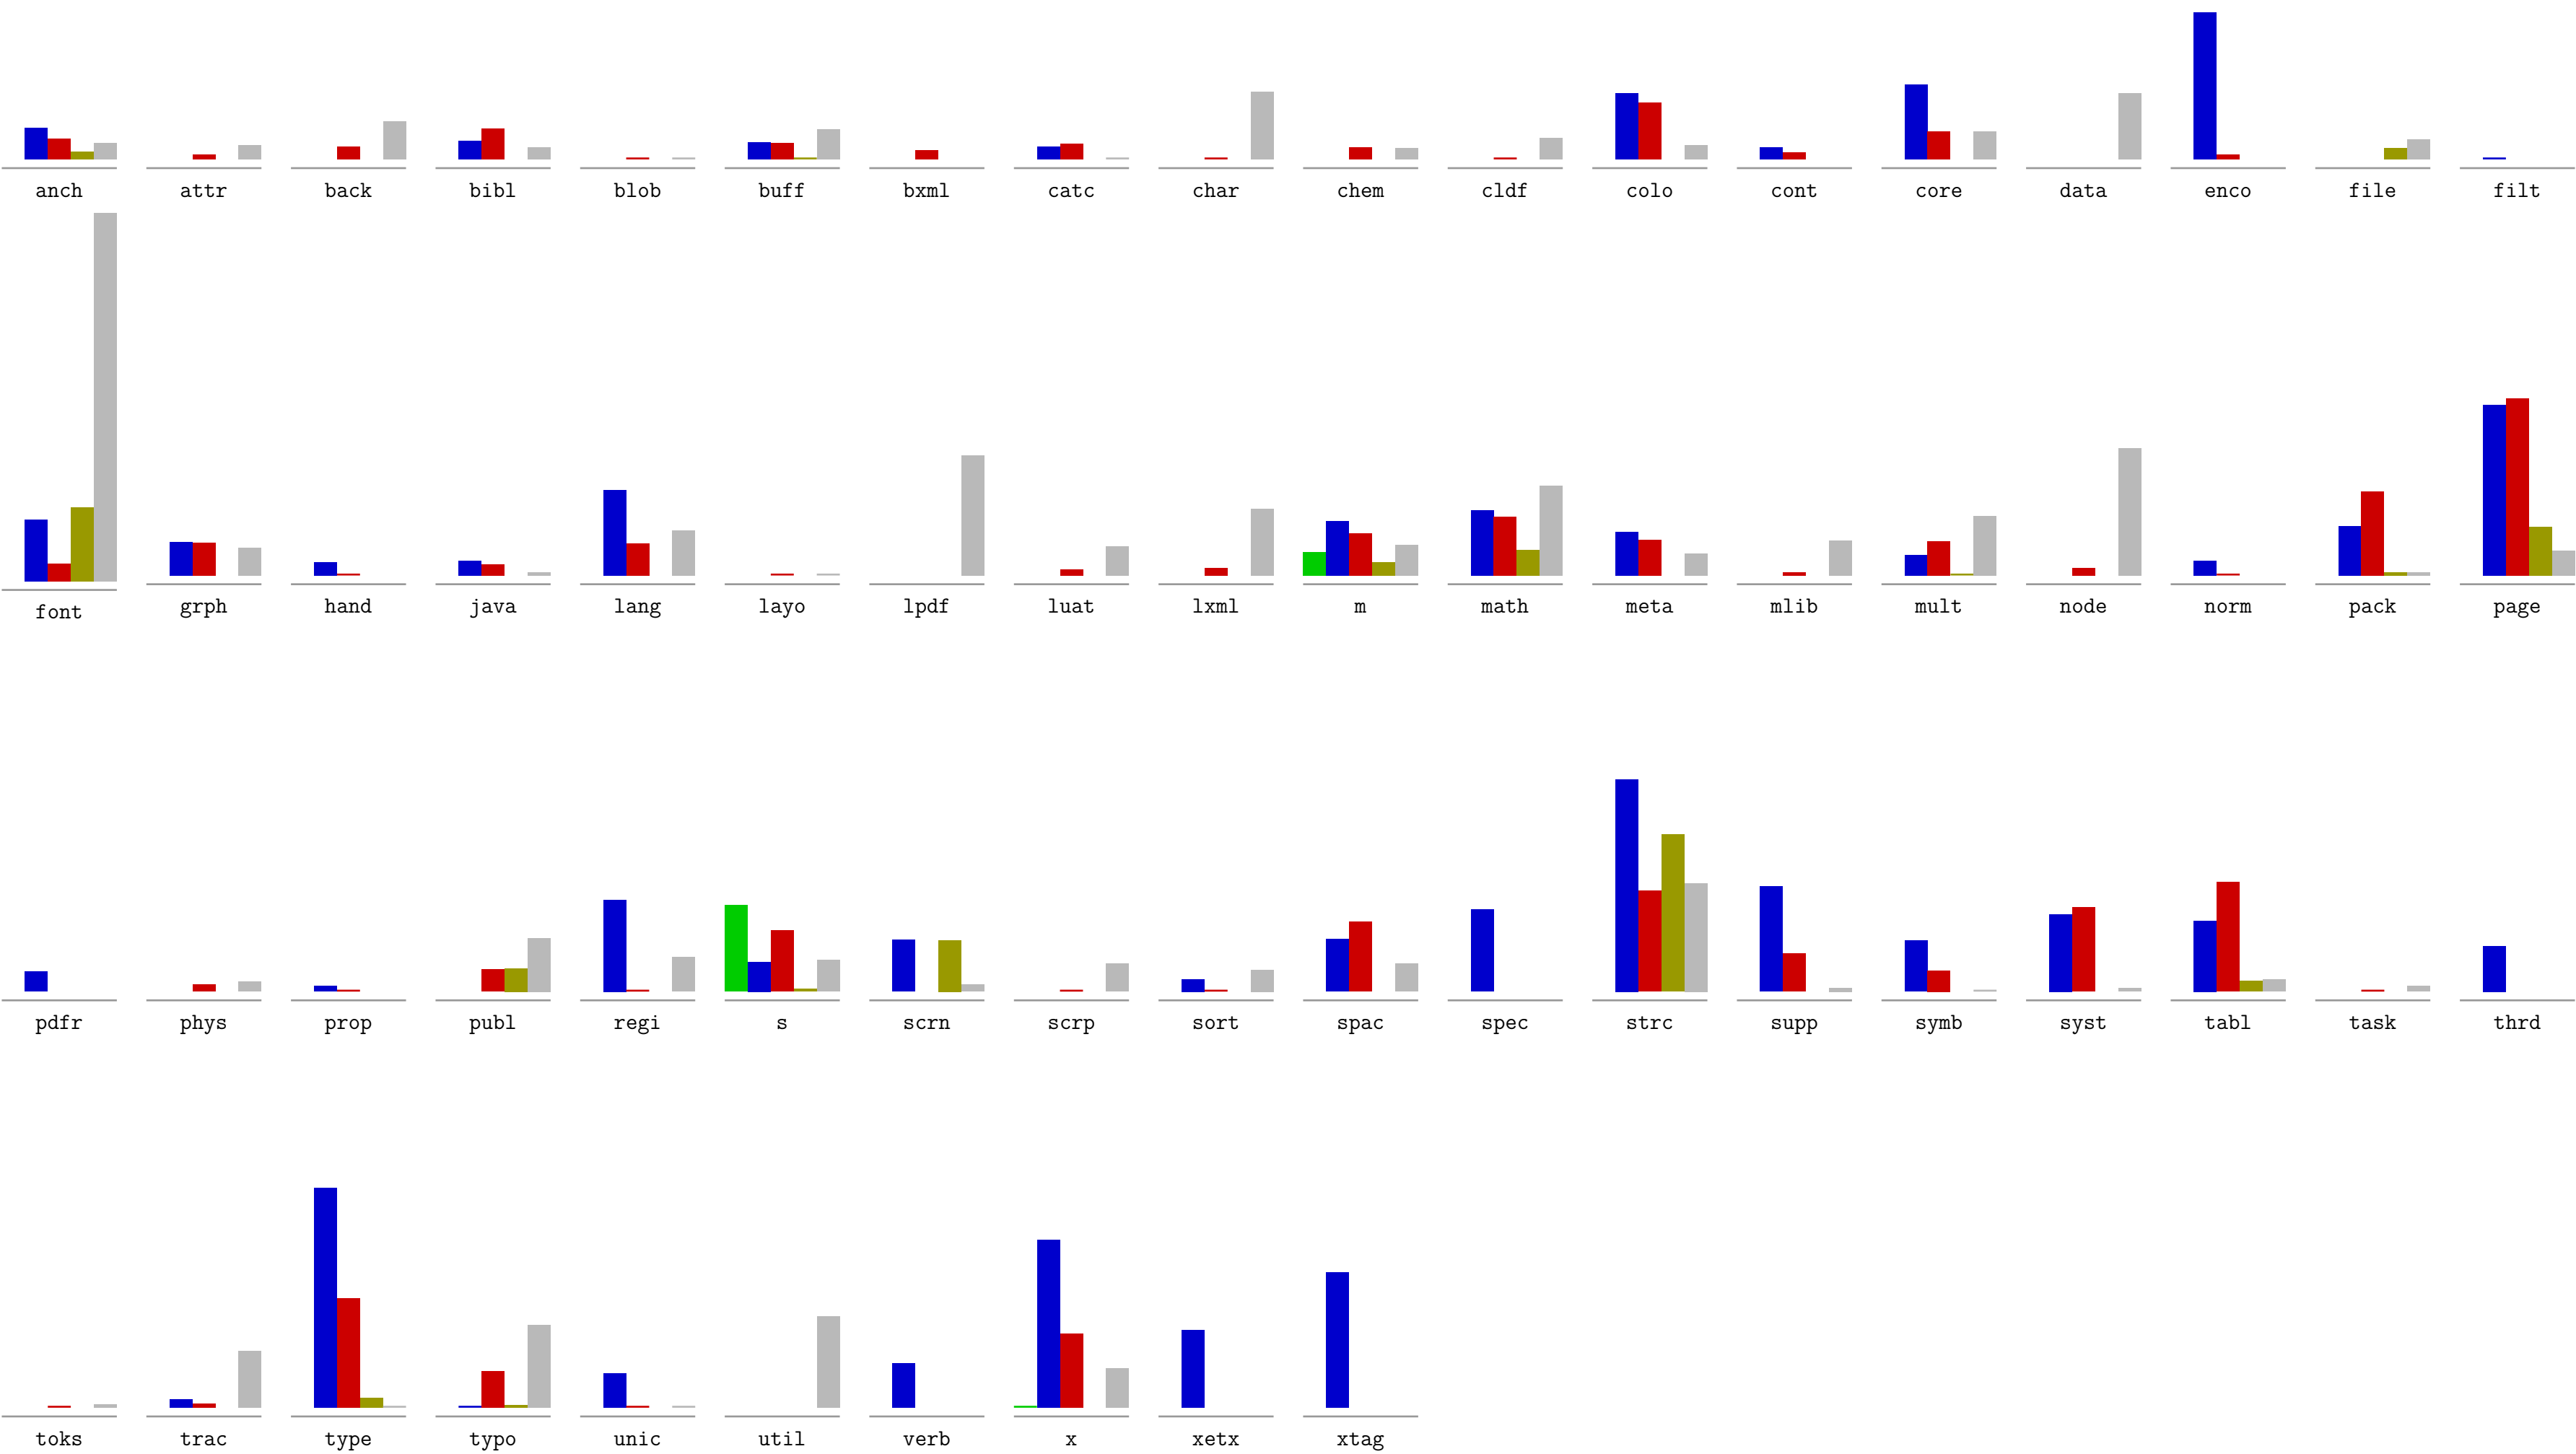 anch attr back bibl blob buff bxml catc char chem cldf colo cont core data enco file filt
font grph hand java lang layo lpdf luat lxml m math meta mlib mult node norm pack page
pdfr phys prop publ regi s scrn scrp sort spac spec strc supp symb syst tabl task thrd
toks trac type typo unic util verb x xetx xtag